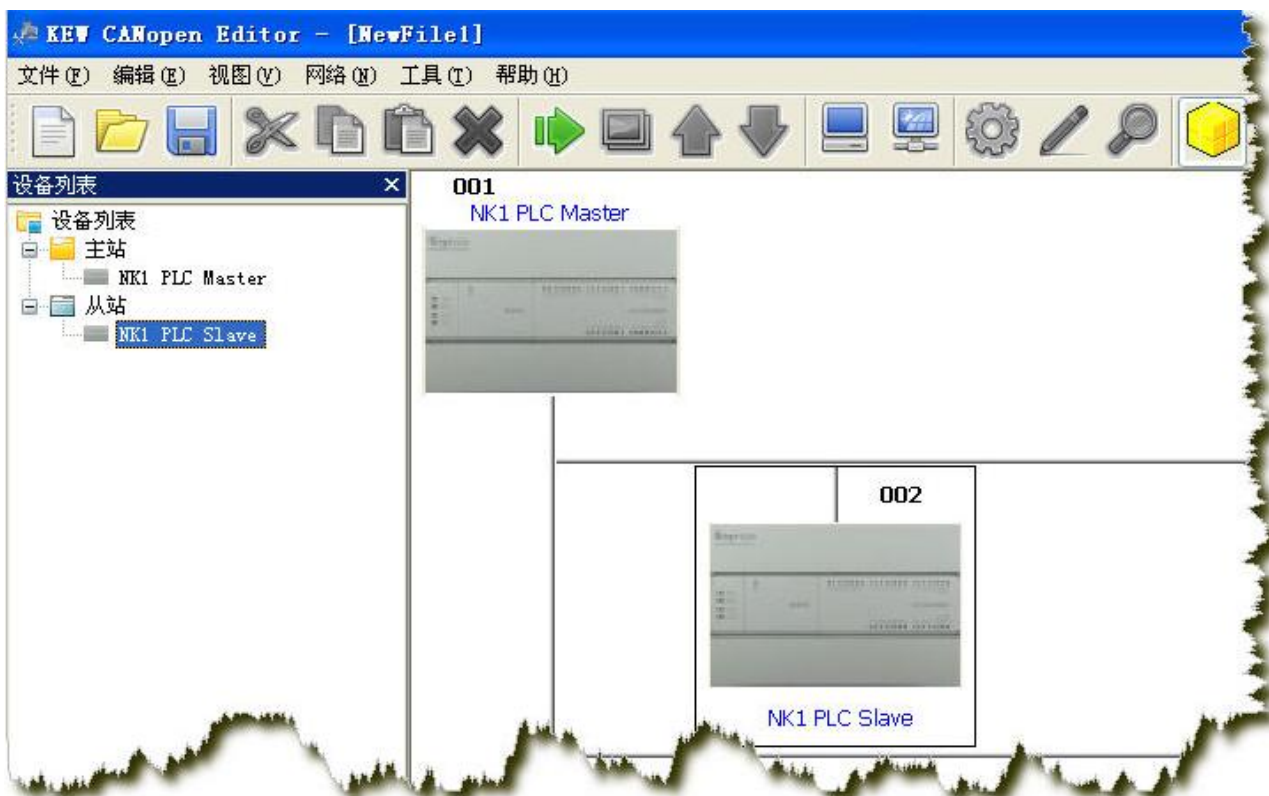 KEW CANopen Editor - [NewFile1]
文件(F) 编辑(E) 视图(V) 网络(N) 工具(T) 帮助(H)
设备列表
设备列表
主站
NK1 PLC Master
从站
NK1 PLC Slave
001
NK1 PLC Master
002
NK1 PLC Slave